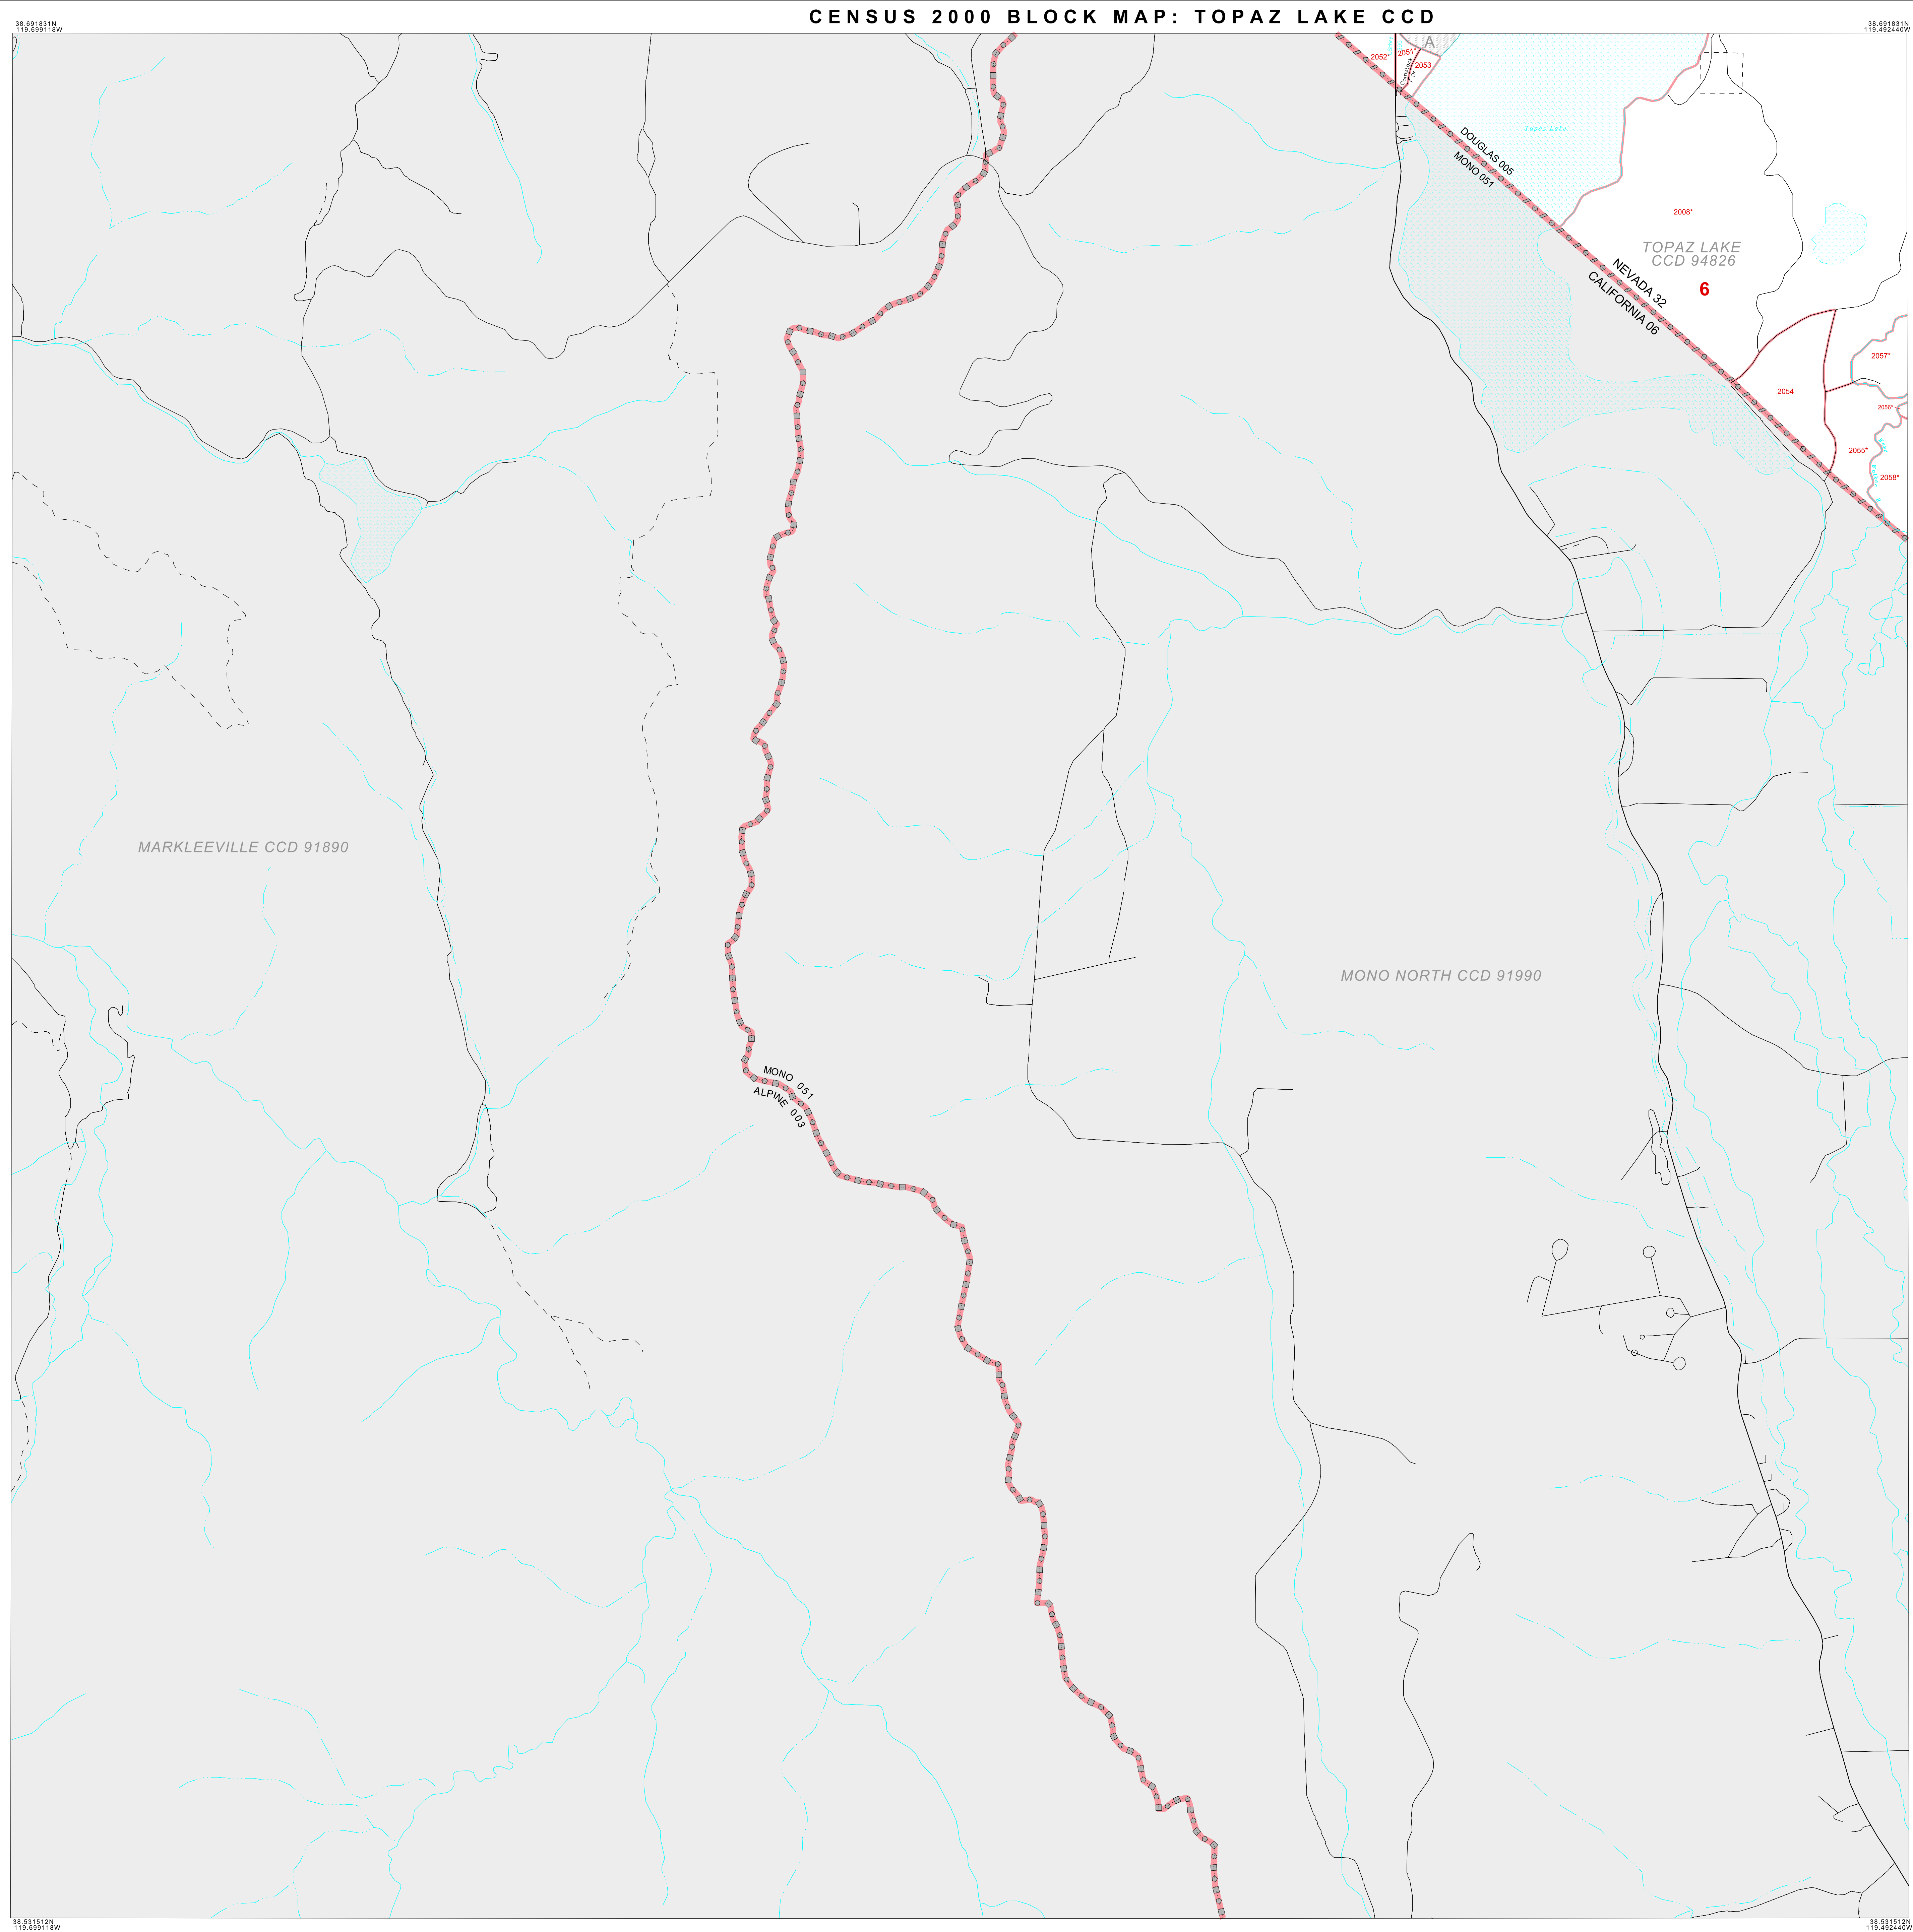 CENSUS 2000 BLOCK MAP: TOPAZ LAKE CCD
38.691831N
119.699118W
38.691831N
119.492440W
A
2052*
2051*
2053
Topaz Lake
DOUGLAS 005
MONO 051
2008*
TOPAZ LAKE
CCD 94826
6
NEVADA 32
CALIFORNIA 06
2057*
2054
2056*
2055*
2058*
MARKLEEVILLE CCD 91890
MONO NORTH CCD 91990
MONO 051
ALPINE 003
38.531512N
119.699118W
38.531512N
119.492440W